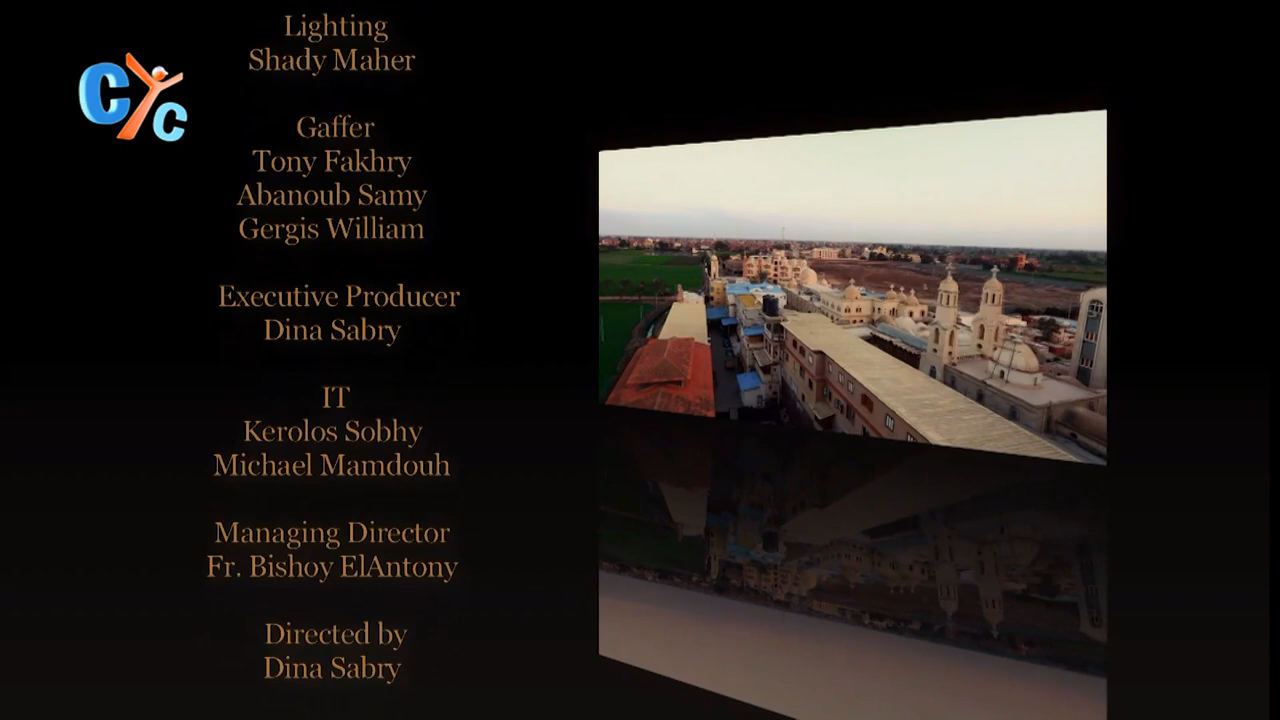 CYC
Lighting
Shady Maher
Gaffer
Tony Fakhry
Abanoub Samy
Gergis William
Executive Producer
Dina Sabry
IT
Kerolos Sobhy
Michael Mamdouh
Managing Director
Fr. Bishoy ElAntony
Directed by
Dina Sabry